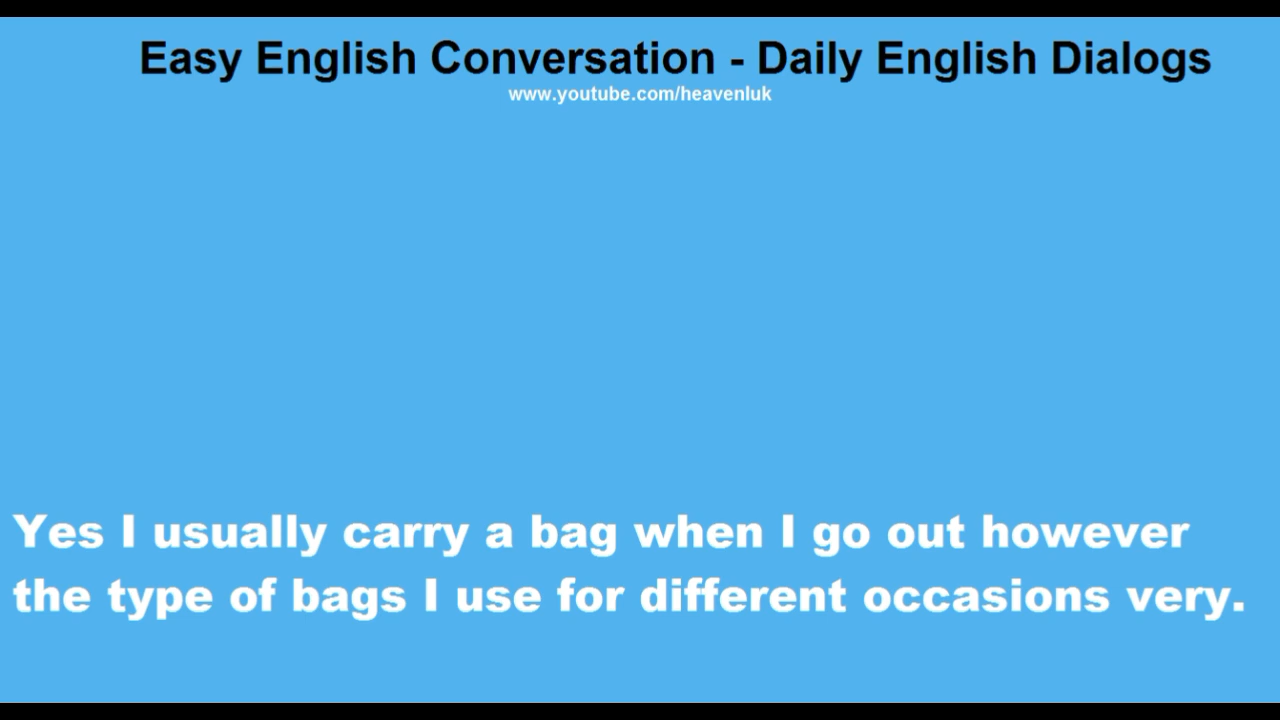 Easy English Conversation - Daily English Dialogs
www.youtube.com/heavenluk
Yes I usually carry a bag when I go out however
the type of bags I use for different occasions very.